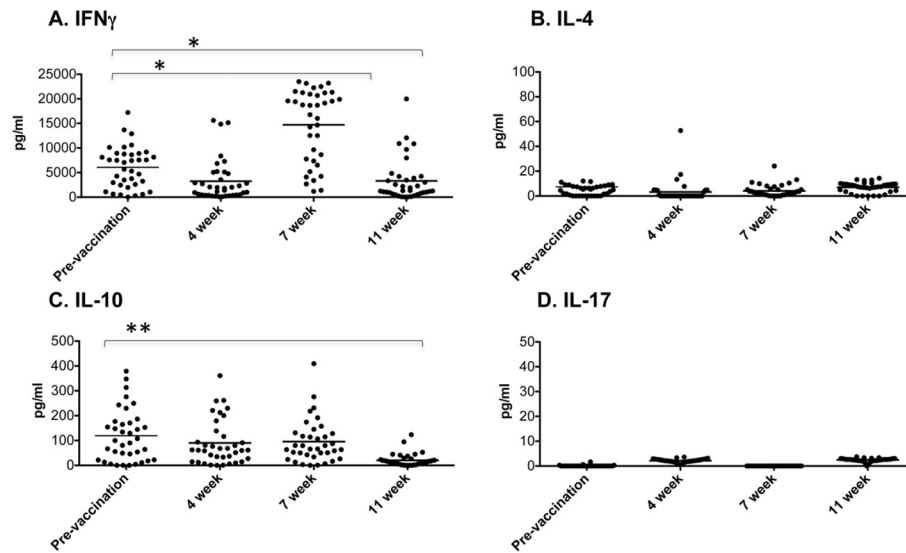 A. IFNγ
*
*
25000
20000
15000
10000
5000
0
pg/ml
Pre-vaccination
4 week
7 week
11 week
B. IL-4
100
80
60
40
20
0
pg/ml
Pre-vaccination
4 week
7 week
11 week
C. IL-10
**
500
400
300
200
100
0
pg/ml
Pre-vaccination
4 week
7 week
11 week
D. IL-17
50
40
30
20
10
0
pg/ml
Pre-vaccination
4 week
7 week
11 week